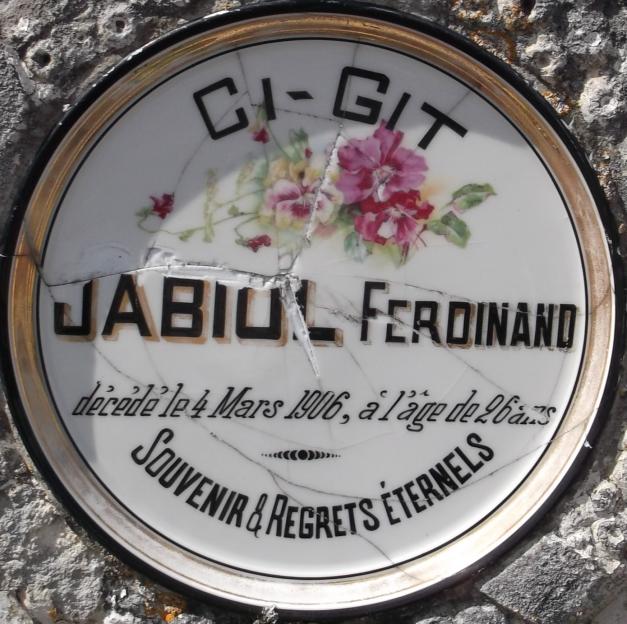 CI-GIT
JABIOL FERDINAND
décédé le 4 Mars 1906, à l'âge de 26 ans
SOUVENIR & REGRETS ÉTERNELS